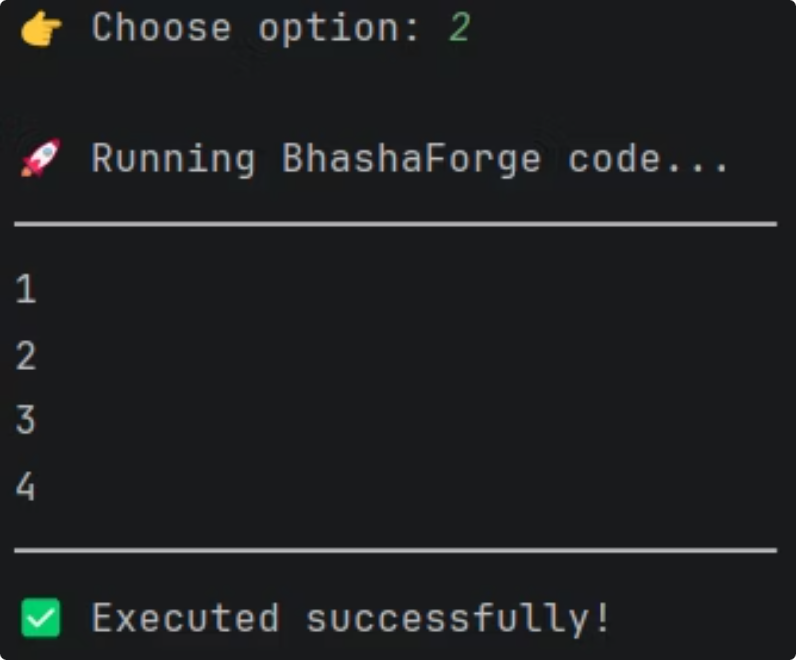 👉 Choose option: 2
🚀 Running BhashaForge code...
1
2
3
4
✅ Executed successfully!